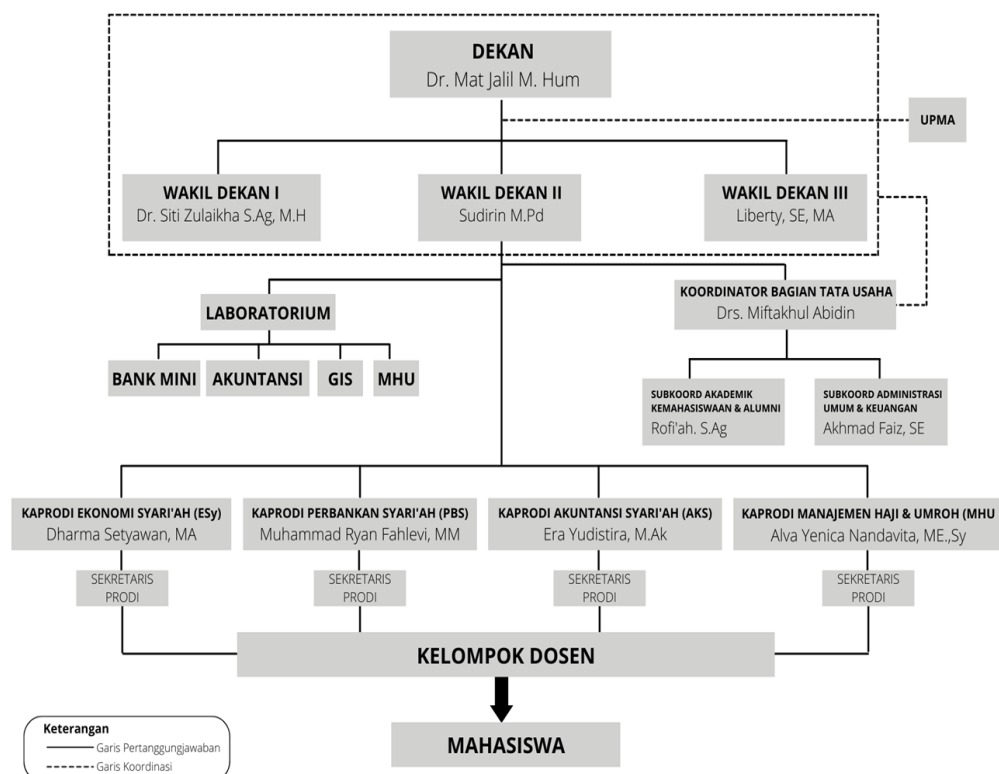 DEKAN
Dr. Mat Jalil M. Hum
UPMA
WAKIL DEKAN I
Dr. Siti Zulaikha S.Ag, M.H
WAKIL DEKAN II
Sudirin M.Pd
WAKIL DEKAN III
Liberty, SE, MA
LABORATORIUM
BANK MINI
AKUNTANSI
GIS
MHU
KOORDINATOR BAGIAN TATA USAHA
Drs. Miftakhul Abidin
SUBKOORD AKADEMIK
KEMAHASISWAAN & ALUMNI
Rofi'ah. S.Ag
SUBKOORD ADMINISTRASI
UMUM & KEUANGAN
Akhmad Faiz, SE
KAPRODI EKONOMI SYARI'AH (ESy)
Dharma Setyawan, MA
KAPRODI PERBANKAN SYARI'AH (PBS)
Muhammad Ryan Fahlevi, MM
KAPRODI AKUNTANSI SYARI'AH (AKS)
Era Yudistira, M.Ak
KAPRODI MANAJEMEN HAJI & UMROH (MHU
Alva Yenica Nandavita, ME.,Sy
SEKRETARIS
PRODI
SEKRETARIS
PRODI
SEKRETARIS
PRODI
SEKRETARIS
PRODI
KELOMPOK DOSEN
MAHASISWA
Keterangan
Garis Pertanggungjawaban
Garis Koordinasi